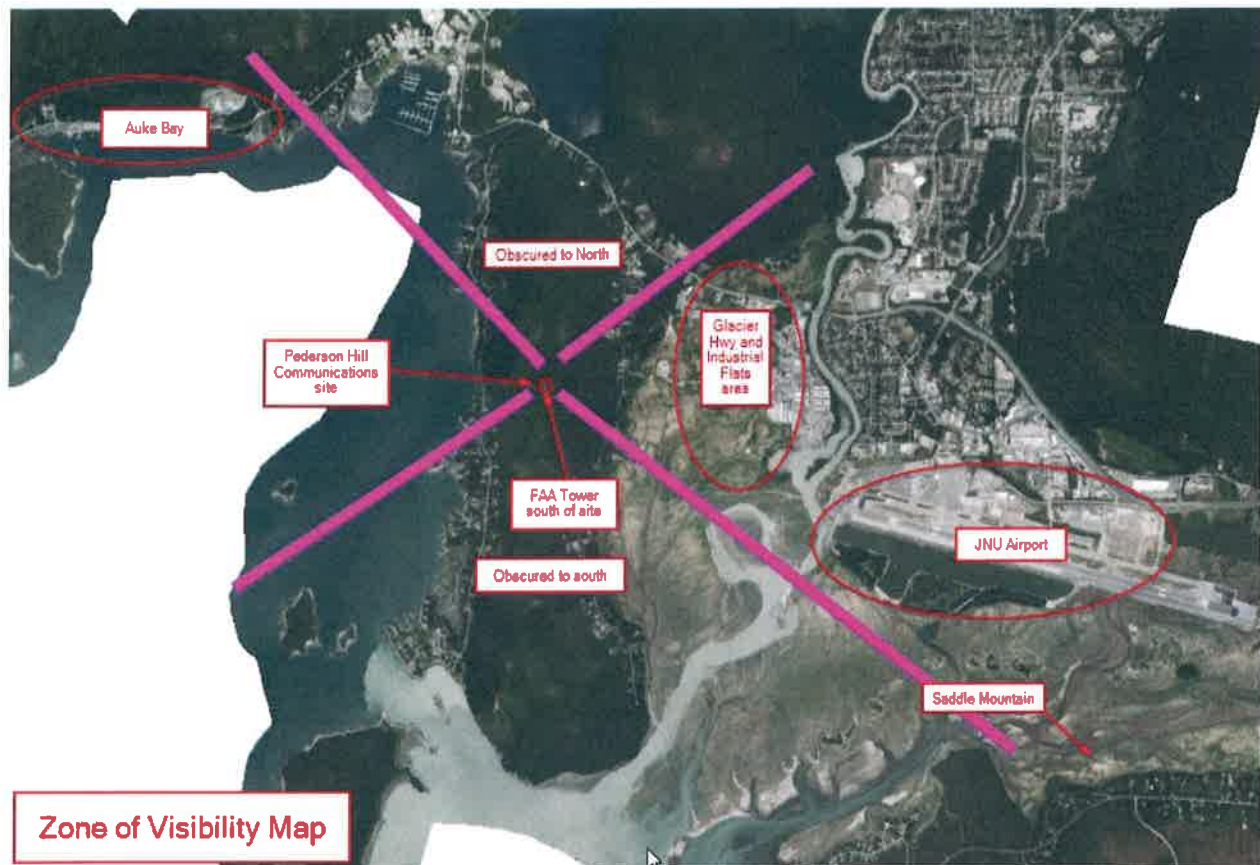 Auke Bay
Obscured to North
Pederson Hill
Communications
site
Glacier
Hwy and
Industrial
Flats
area
FAA Tower
south of site
JNU Airport
Obscured to south
Saddle Mountain
Zone of Visibility Map